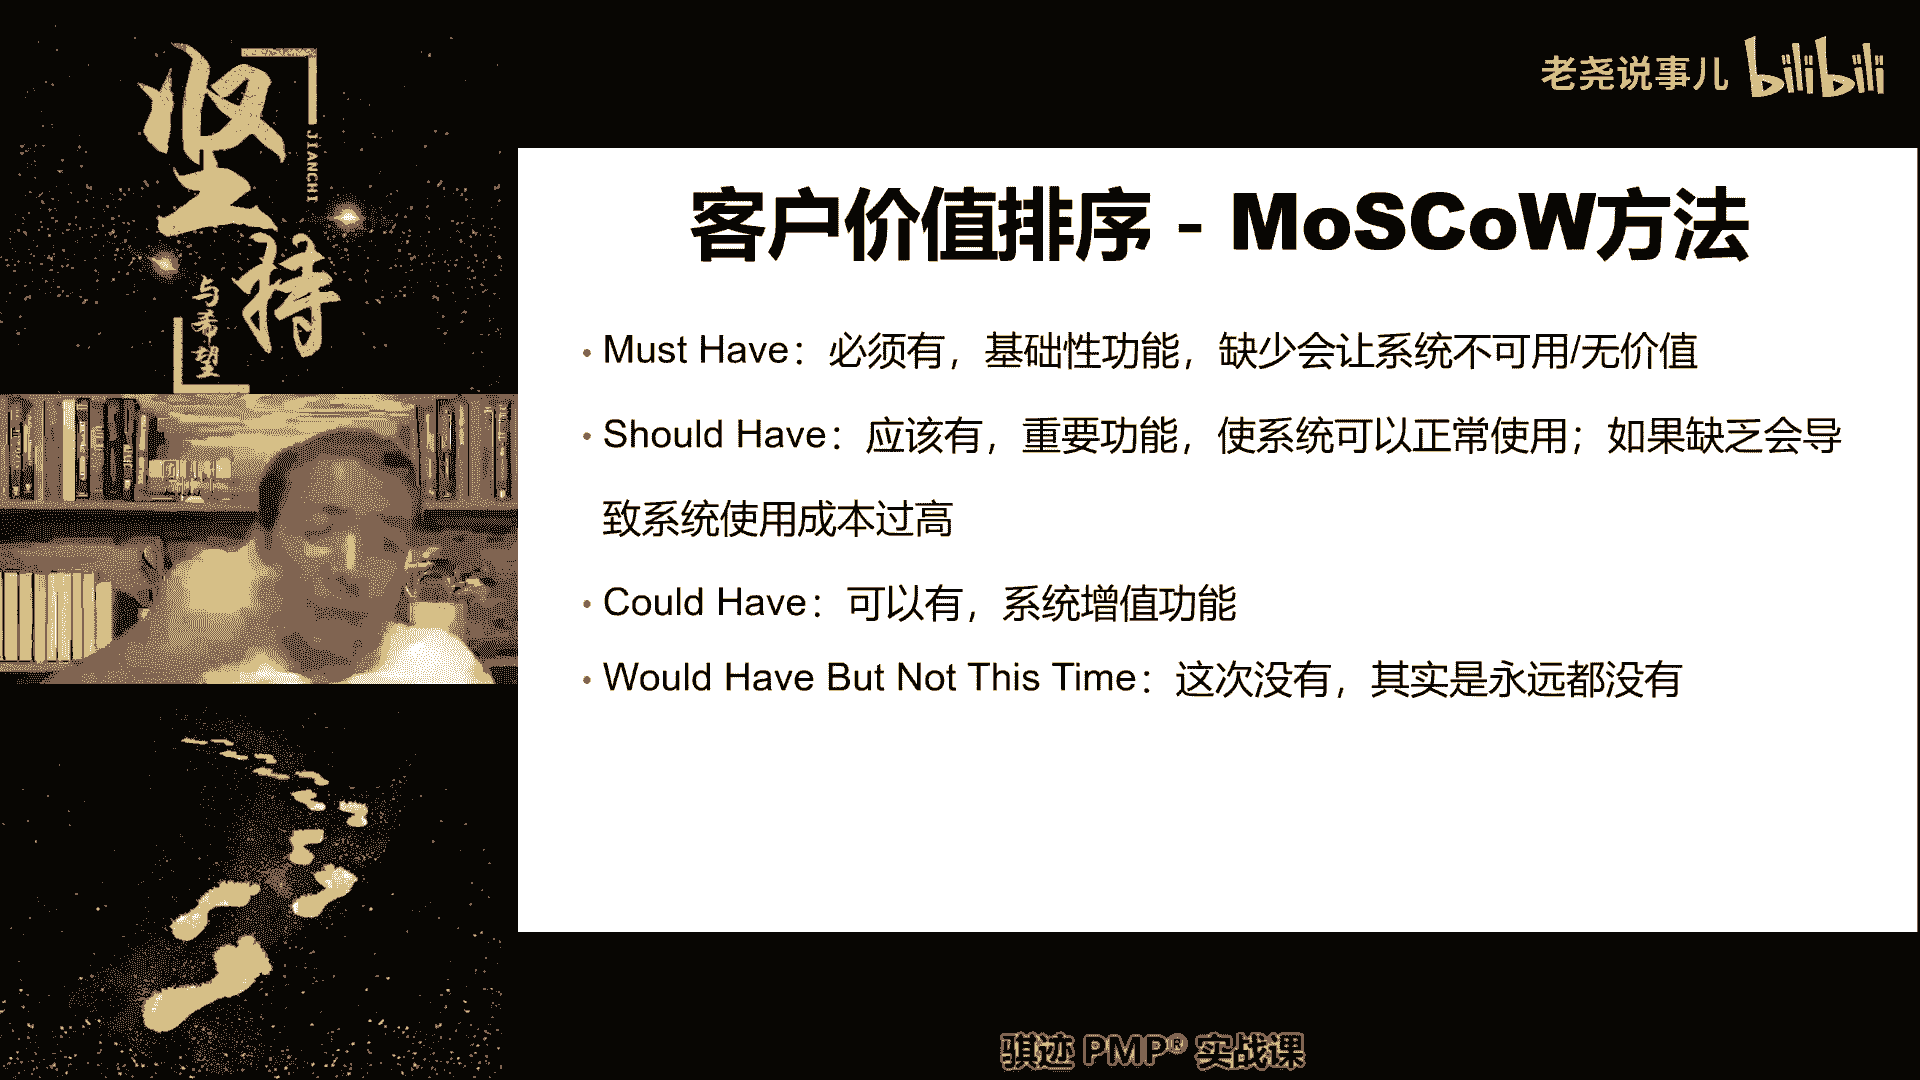 坚持
JIANCHI
与希望
老尧说事儿 bilibili
客户价值排序 - MoSCoW方法
• Must Have：必须有，基础性功能，缺少会让系统不可用/无价值
• Should Have：应该有，重要功能，使系统可以正常使用；如果缺乏会导
致系统使用成本过高
• Could Have：可以有，系统增值功能
• Would Have But Not This Time：这次没有，其实是永远都没有
骐迹 PMP® 实战课